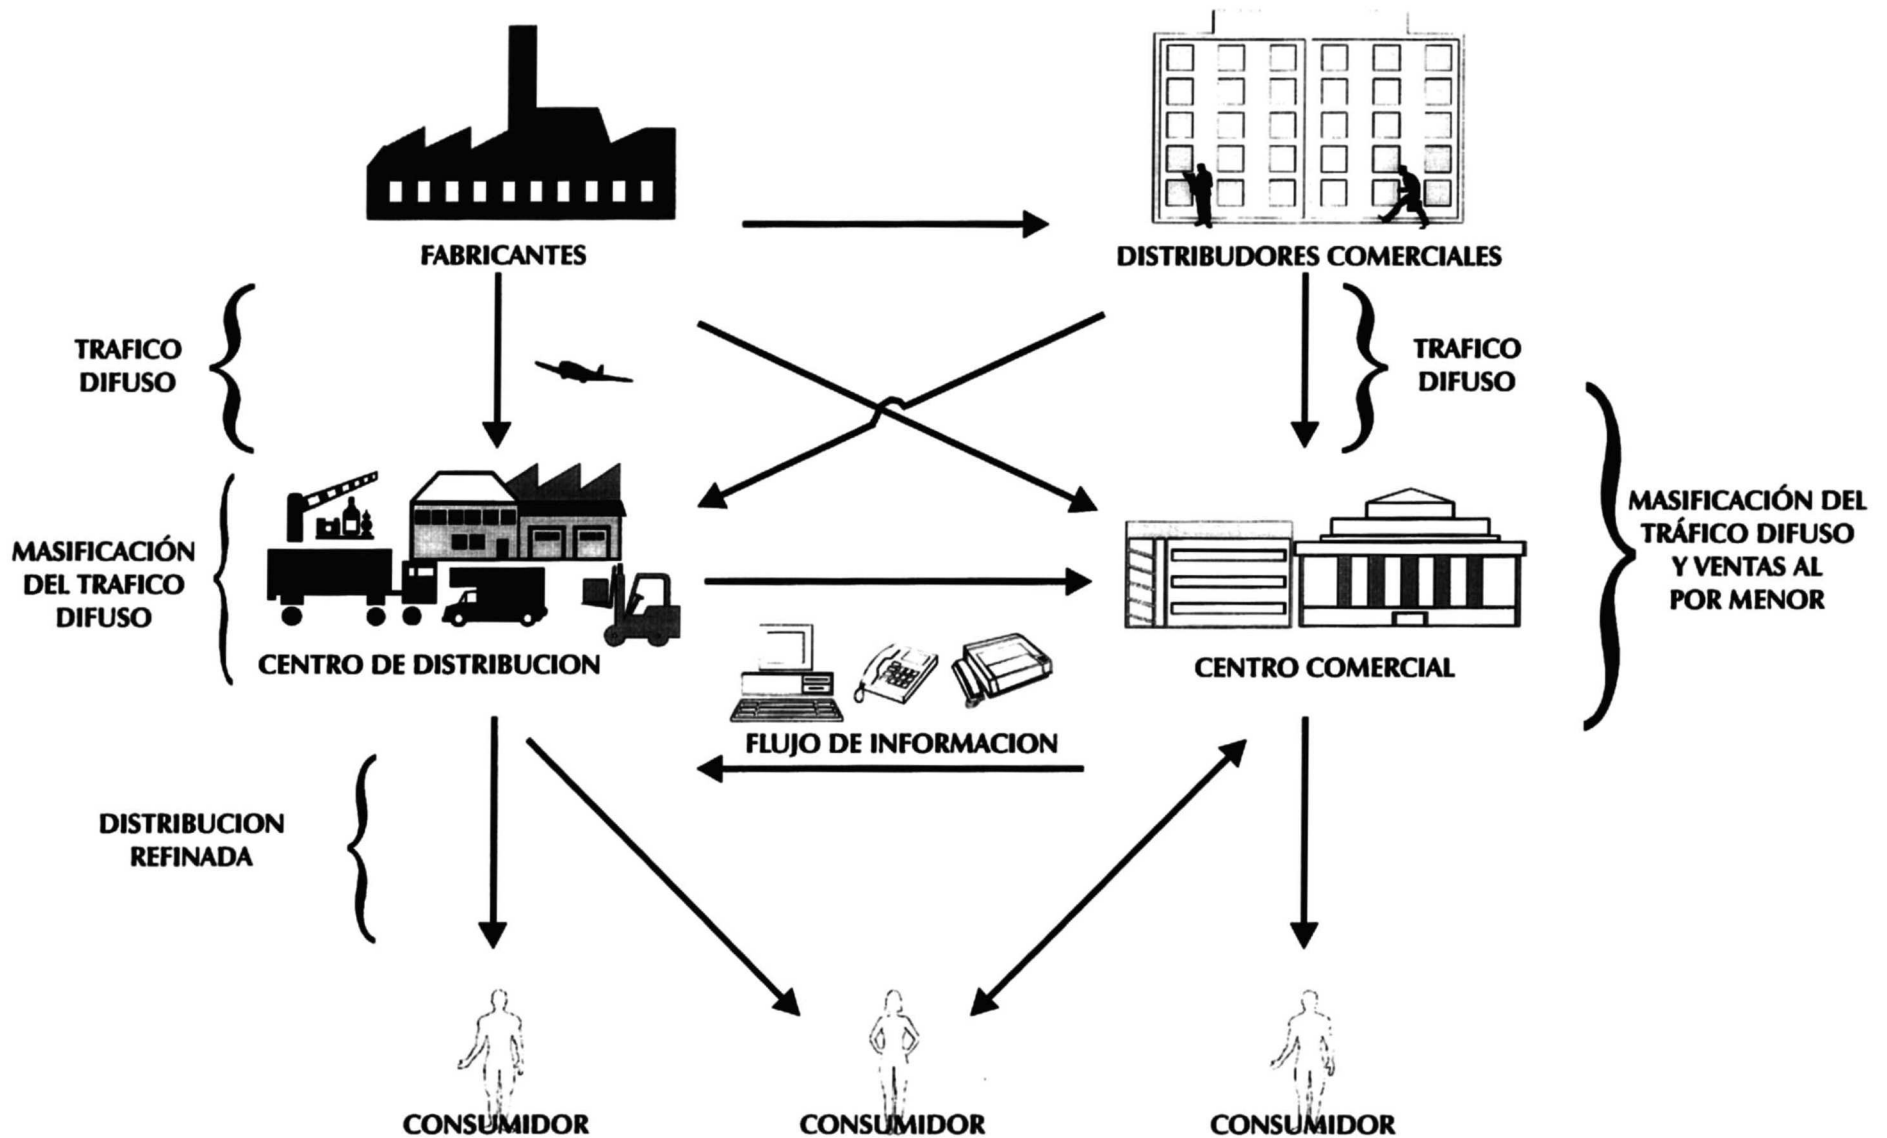 FABRICANTES
DISTRIBUDORES COMERCIALES
TRAFICO
DIFUSO
TRAFICO
DIFUSO
MASIFICACIÓN
DEL TRAFICO
DIFUSO
MASIFICACIÓN DEL
TRÁFICO DIFUSO
Y VENTAS AL
POR MENOR
CENTRO DE DISTRIBUCION
CENTRO COMERCIAL
FLUJO DE INFORMACION
DISTRIBUCION
REFINADA
CONSUMIDOR
CONSUMIDOR
CONSUMIDOR